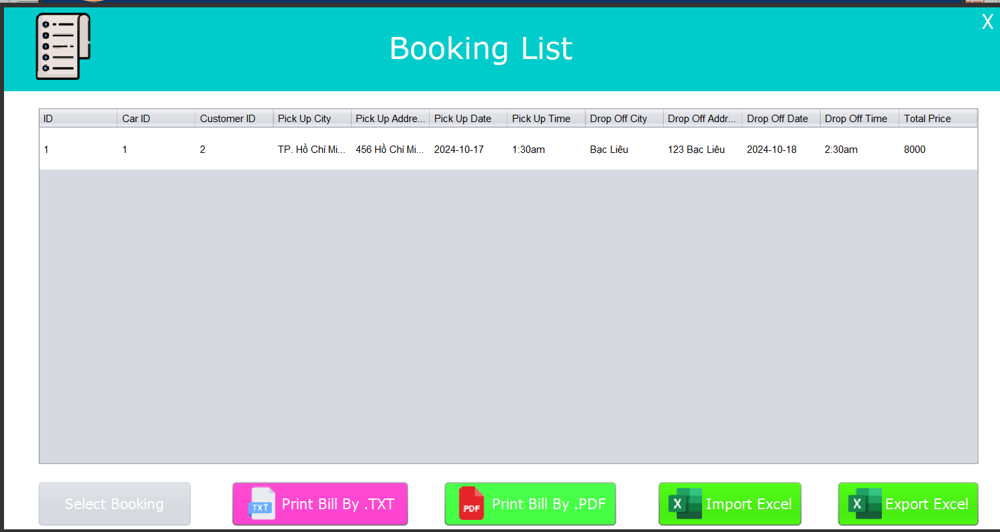 X
Booking List
ID Car ID Customer ID Pick Up City Pick Up Addre... Pick Up Date Pick Up Time Drop Off City Drop Off Addr... Drop Off Date Drop Off Time Total Price
1 1 2 TP. Hồ Chí Mi... 456 Hồ Chí Mi... 2024-10-17 1:30am Bạc Liêu 123 Bạc Liêu 2024-10-18 2:30am 8000
Select Booking TXT Print Bill By .TXT PDF Print Bill By .PDF X Import Excel X Export Excel